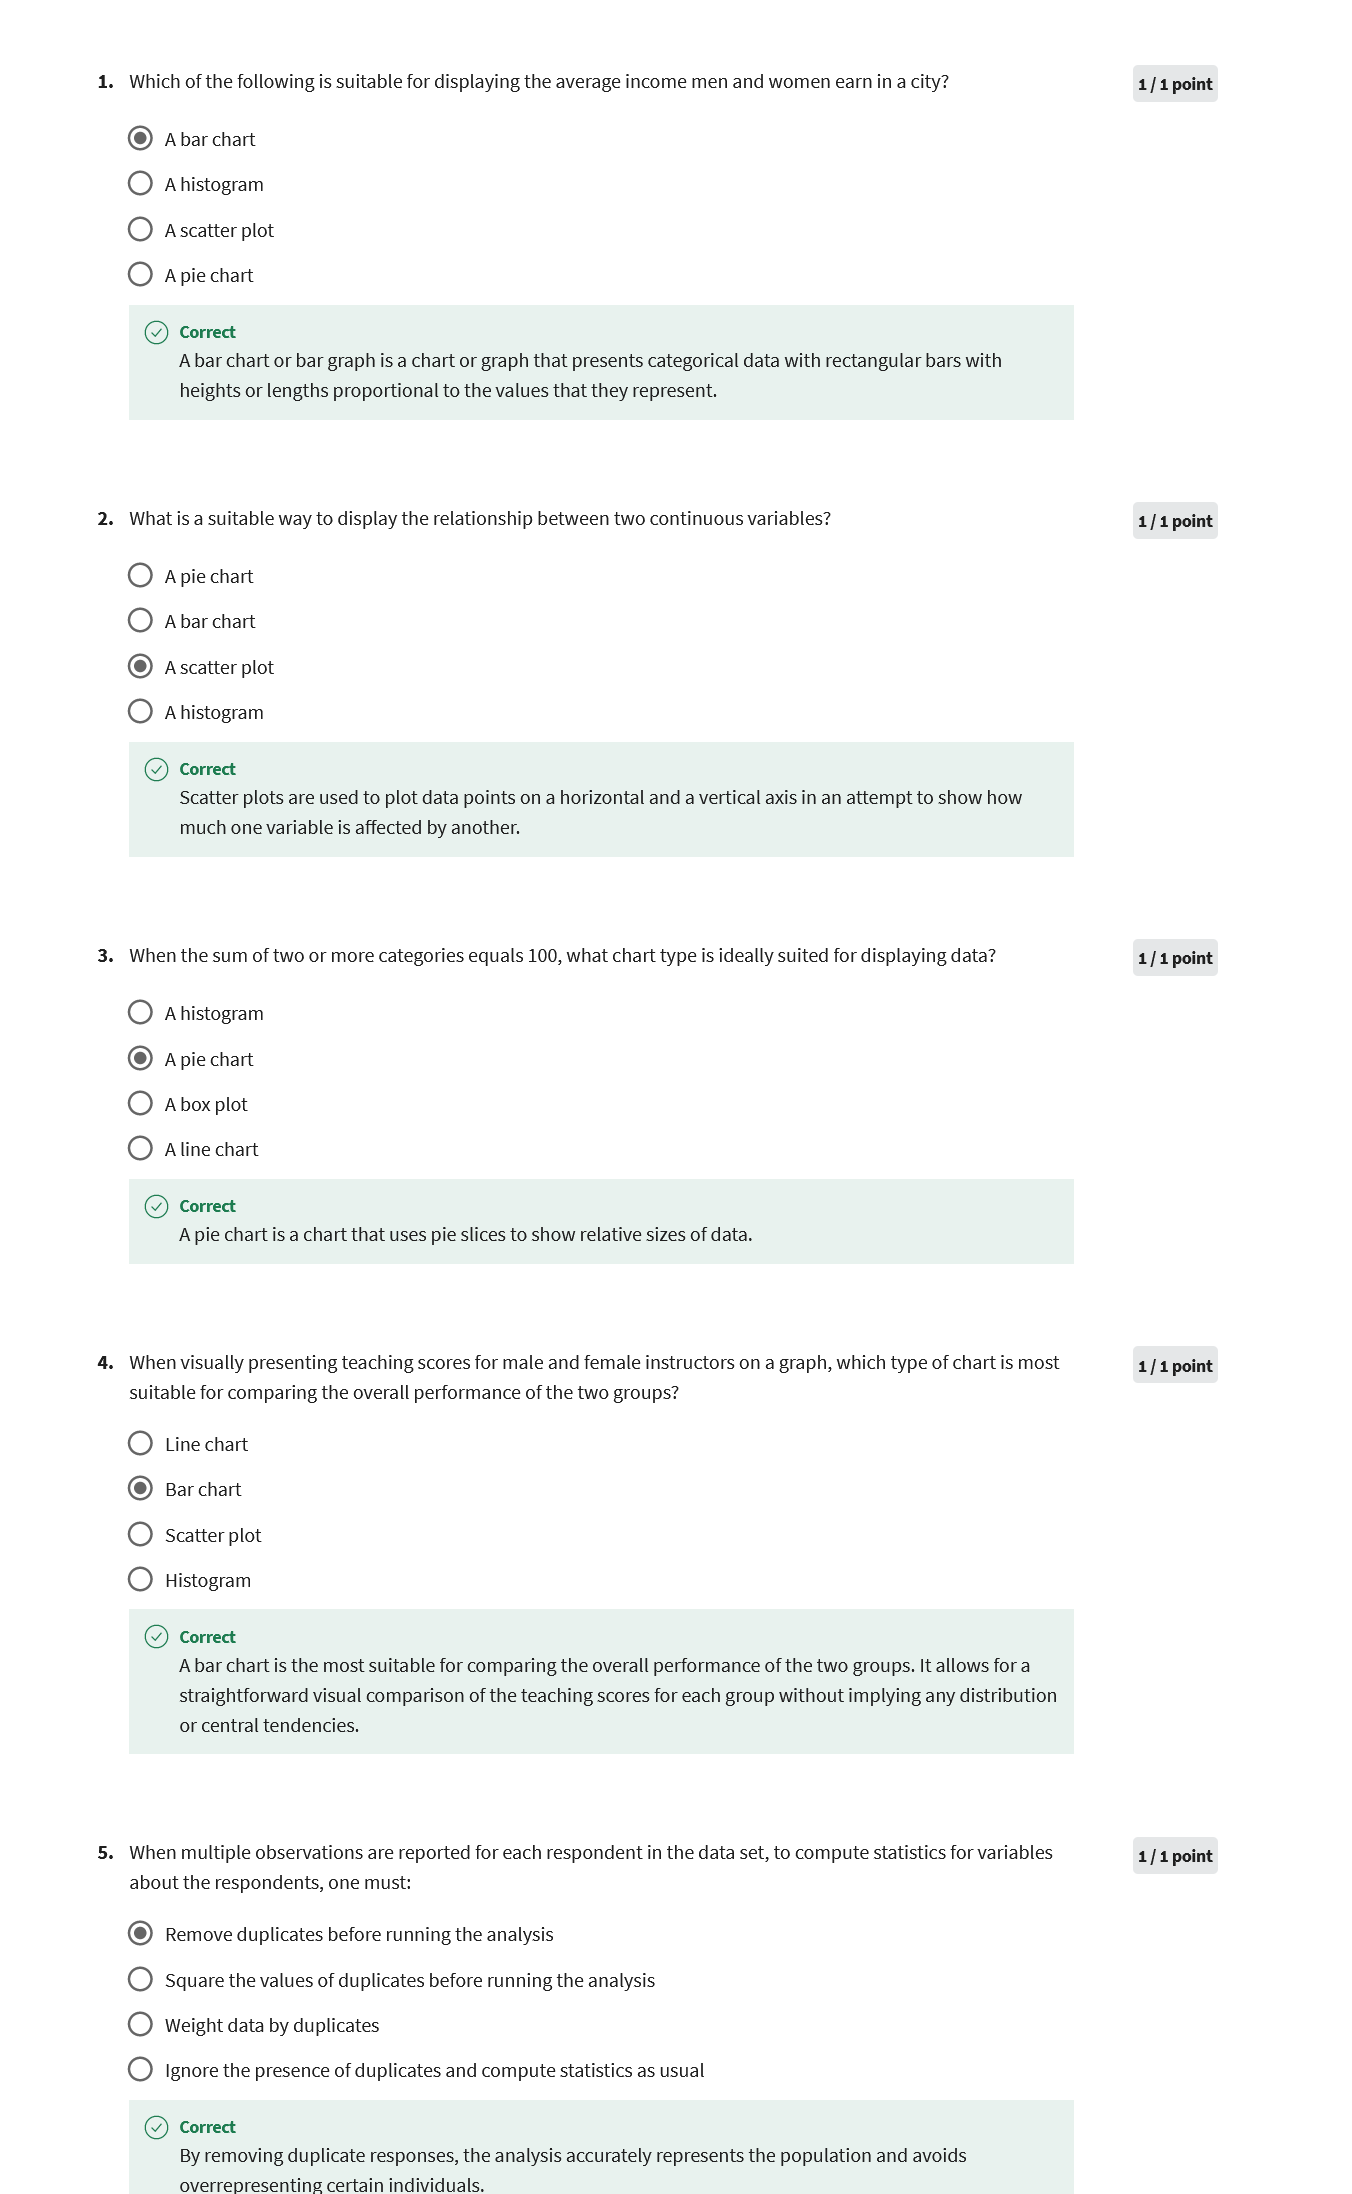 1. Which of the following is suitable for displaying the average income men and women earn in a city?
1 / 1 point
A bar chart
A histogram
A scatter plot
A pie chart
Correct
A bar chart or bar graph is a chart or graph that presents categorical data with rectangular bars with
heights or lengths proportional to the values that they represent.
2. What is a suitable way to display the relationship between two continuous variables?
1 / 1 point
A pie chart
A bar chart
A scatter plot
A histogram
Correct
Scatter plots are used to plot data points on a horizontal and a vertical axis in an attempt to show how
much one variable is affected by another.
3. When the sum of two or more categories equals 100, what chart type is ideally suited for displaying data?
1 / 1 point
A histogram
A pie chart
A box plot
A line chart
Correct
A pie chart is a chart that uses pie slices to show relative sizes of data.
4. When visually presenting teaching scores for male and female instructors on a graph, which type of chart is most
suitable for comparing the overall performance of the two groups?
1 / 1 point
Line chart
Bar chart
Scatter plot
Histogram
Correct
A bar chart is the most suitable for comparing the overall performance of the two groups. It allows for a
straightforward visual comparison of the teaching scores for each group without implying any distribution
or central tendencies.
5. When multiple observations are reported for each respondent in the data set, to compute statistics for variables
about the respondents, one must:
1 / 1 point
Remove duplicates before running the analysis
Square the values of duplicates before running the analysis
Weight data by duplicates
Ignore the presence of duplicates and compute statistics as usual
Correct
By removing duplicate responses, the analysis accurately represents the population and avoids
overrepresenting certain individuals.